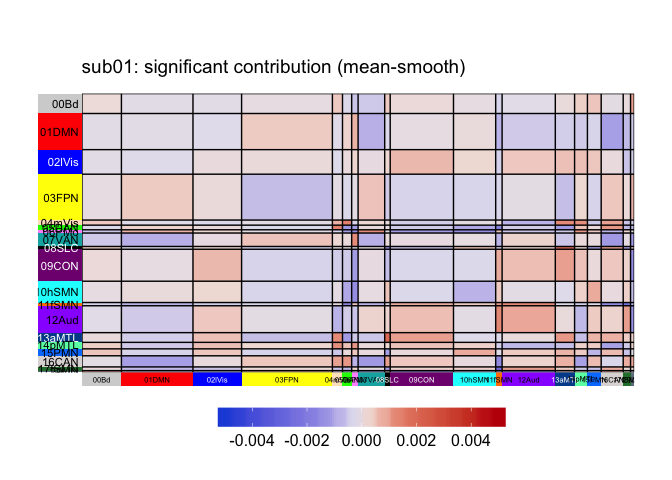 sub01: significant contribution (mean-smooth)
00Bd
01DMN
02lVis
03FPN
04mVis
07VAN
08SLC
09CON
10hSMN
11fSMN
12Aud
13aMTL
14pMTL
15PMN
16CAN
00Bd 01DMN 02lVis 03FPN 09CON 10hSMN 12Aud
-0.004 -0.002 0.000 0.002 0.004